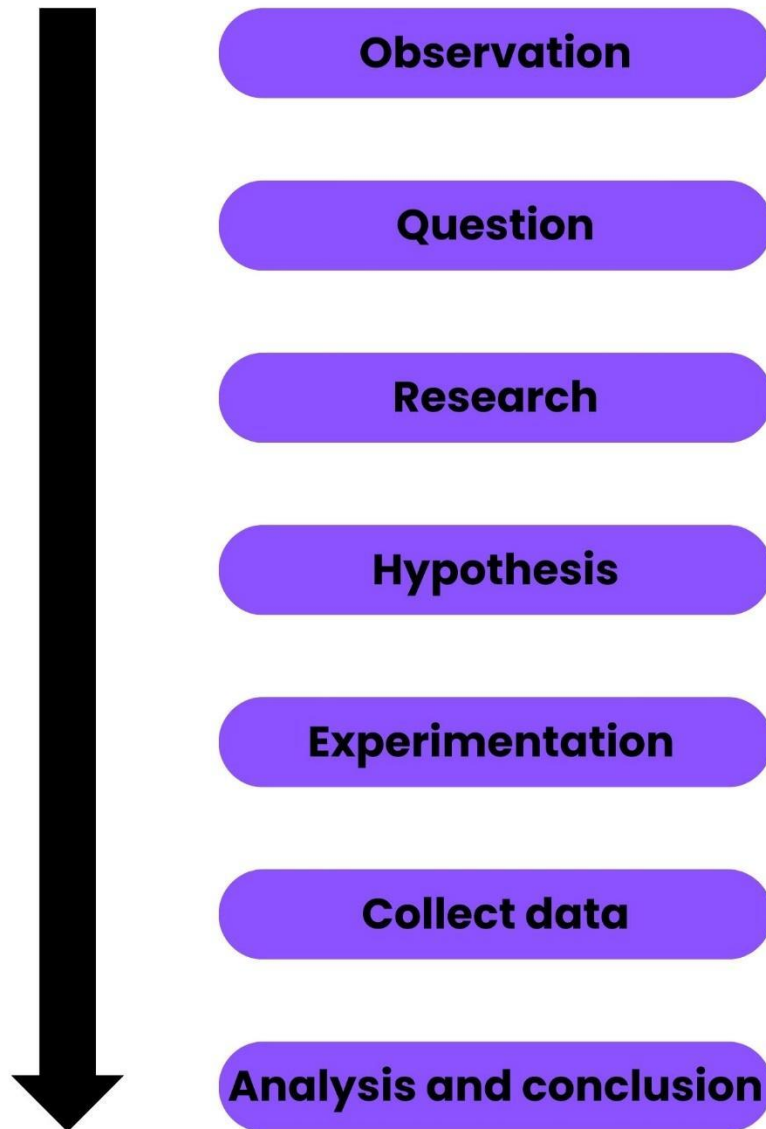 Observation
Question
Research
Hypothesis
Experimentation
Collect data
Analysis and conclusion